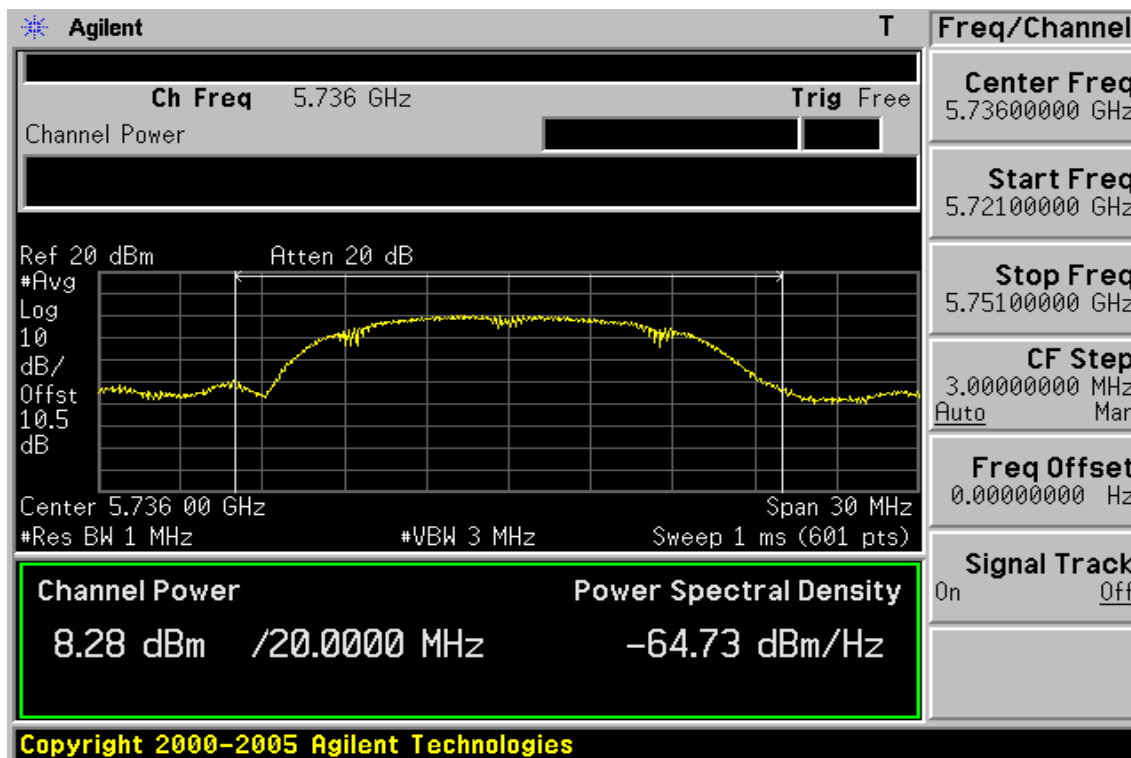 Agilent T
Freq/Channel
Ch Freq 5.736 GHz Trig Free
Channel Power
Center Freq
5.73600000 GHz
Start Freq
5.72100000 GHz
Stop Freq
5.75100000 GHz
CF Step
3.00000000 MHz
Auto Man
Freq Offset
0.00000000 Hz
Signal Track
On Off
Ref 20 dBm Atten 20 dB
#Avg
Log
10
dB/
Offst
10.5
dB
Center 5.736 00 GHz Span 30 MHz
#Res BW 1 MHz #VBW 3 MHz Sweep 1 ms (601 pts)
Channel Power Power Spectral Density
8.28 dBm /20.0000 MHz -64.73 dBm/Hz
Copyright 2000-2005 Agilent Technologies